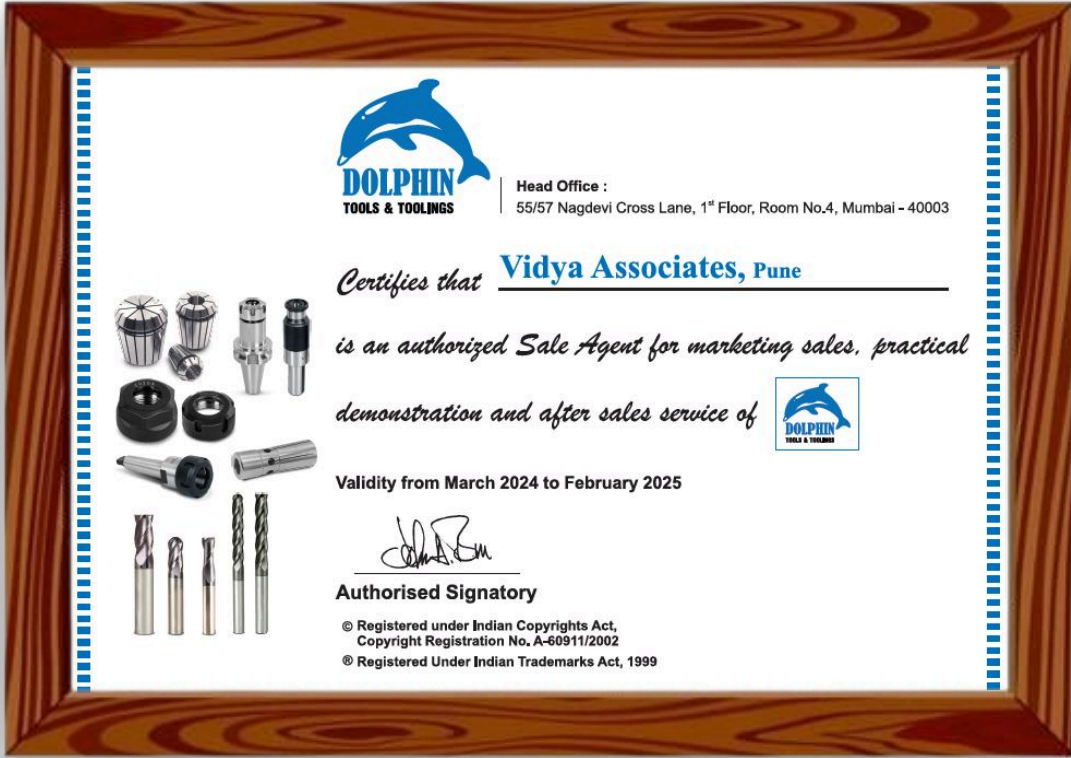 DOLPHIN
TOOLS & TOOLINGS
Head Office :
55/57 Nagdevi Cross Lane, 1st Floor, Room No.4, Mumbai - 40003
Certifies that Vidya Associates, Pune
is an authorized Sale Agent for marketing sales, practical
demonstration and after sales service of
DOLPHIN
TOOLS & TOOLINGS
Validity from March 2024 to February 2025
Authorised Signatory
© Registered under Indian Copyrights Act,
Copyright Registration No. A-60911/2002
® Registered Under Indian Trademarks Act, 1999